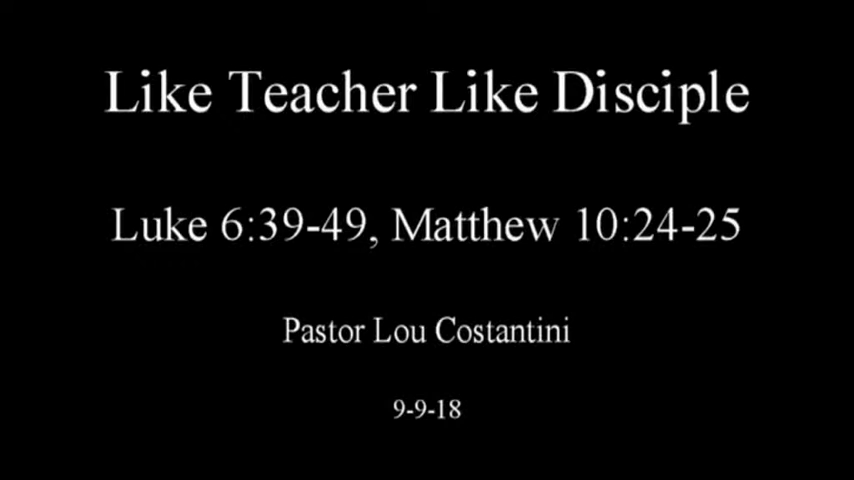 Like Teacher Like Disciple
Luke 6:39-49, Matthew 10:24-25
Pastor Lou Costantini
9-9-18